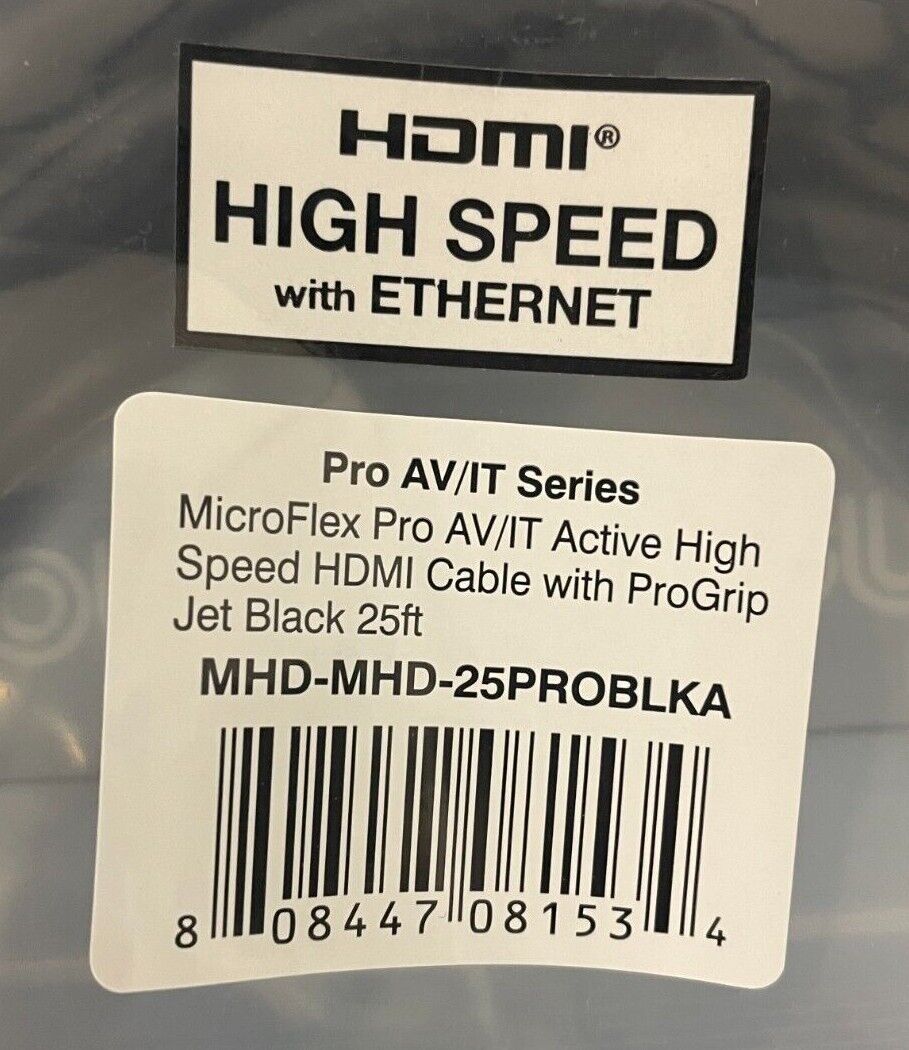 HDMI®
HIGH SPEED
with ETHERNET
Pro AV/IT Series
MicroFlex Pro AV/IT Active High
Speed HDMI Cable with ProGrip
Jet Black 25ft
MHD-MHD-25PROBLKA
8 08447 08153 4